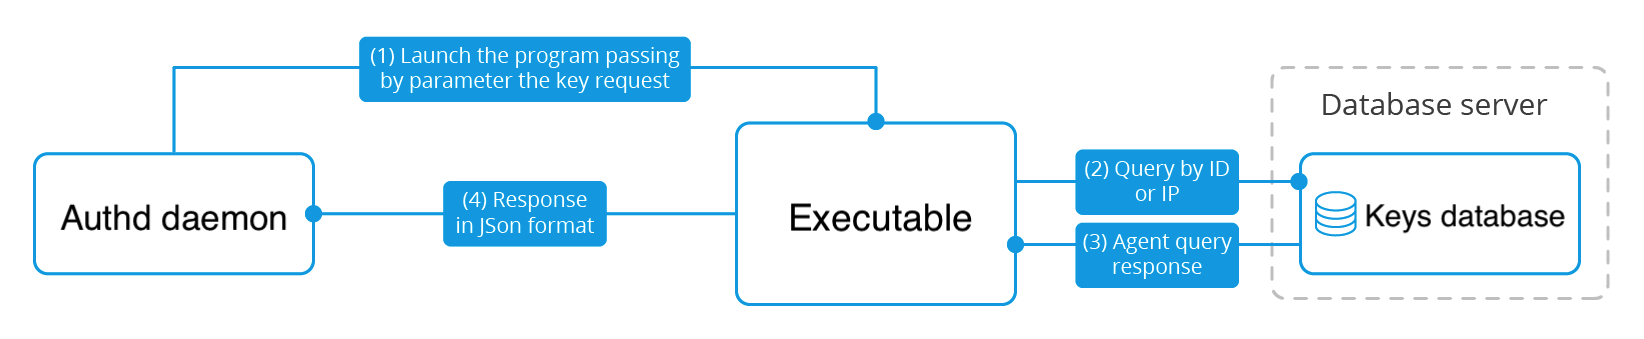 (1) Launch the program passing
by parameter the key request
Database server
Authd daemon
(4) Response
in JSon format
Executable
(2) Query by ID
or IP
(3) Agent query
response
Keys database